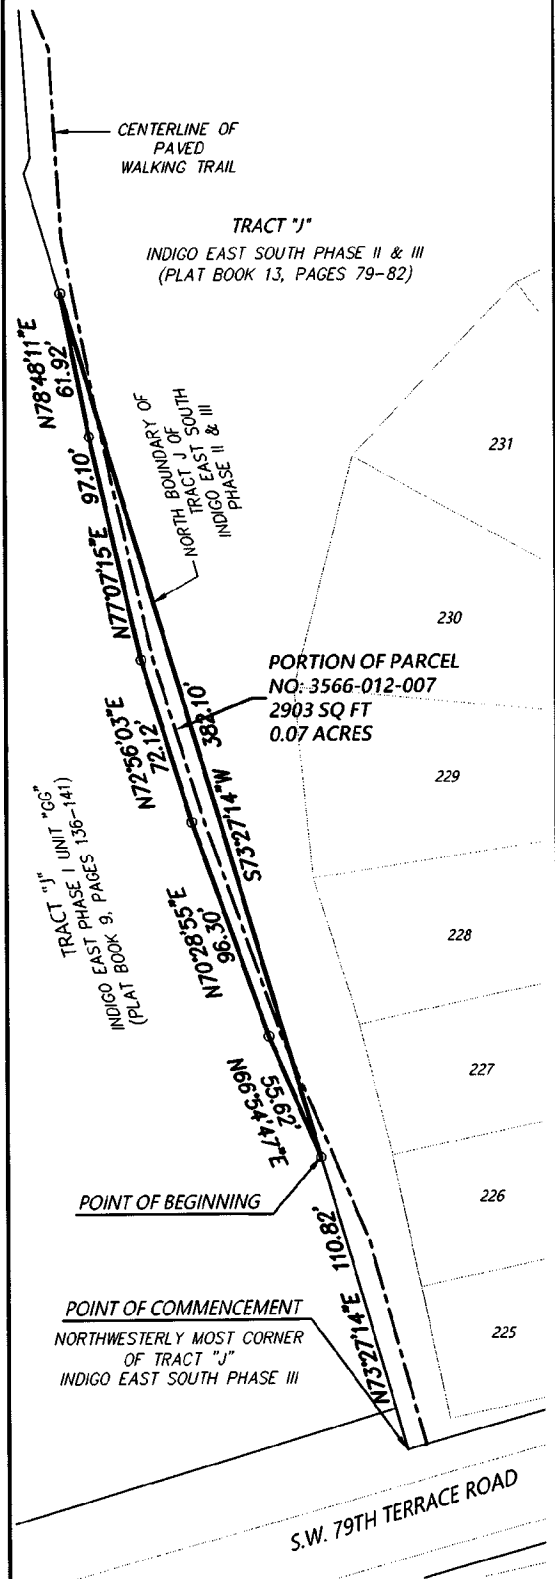 CENTERLINE OF
PAVED
WALKING TRAIL
TRACT "J"
INDIGO EAST SOUTH PHASE II & III
(PLAT BOOK 13, PAGES 79-82)
N78°48'11"E
61.92'
NORTH BOUNDARY OF
TRACT J OF
INDIGO EAST SOUTH
PHASE II & III
231
N77°07'15"E 97.10'
230
PORTION OF PARCEL
NO: 3566-012-007
2903 SQ FT
0.07 ACRES
N72°56'03"E
72.12'
S73°27'14"W 382.10'
229
TRACT "J"
INDIGO EAST PHASE I UNIT "GG"
(PLAT BOOK 9, PAGES 136-141)
N70°28'55"E
96.30'
228
227
N66°45'47"E
55.62'
226
POINT OF BEGINNING
N73°27'14"E 110.82'
POINT OF COMMENCEMENT
NORTHWESTERLY MOST CORNER
OF TRACT "J"
INDIGO EAST SOUTH PHASE III
225
S.W. 79TH TERRACE ROAD